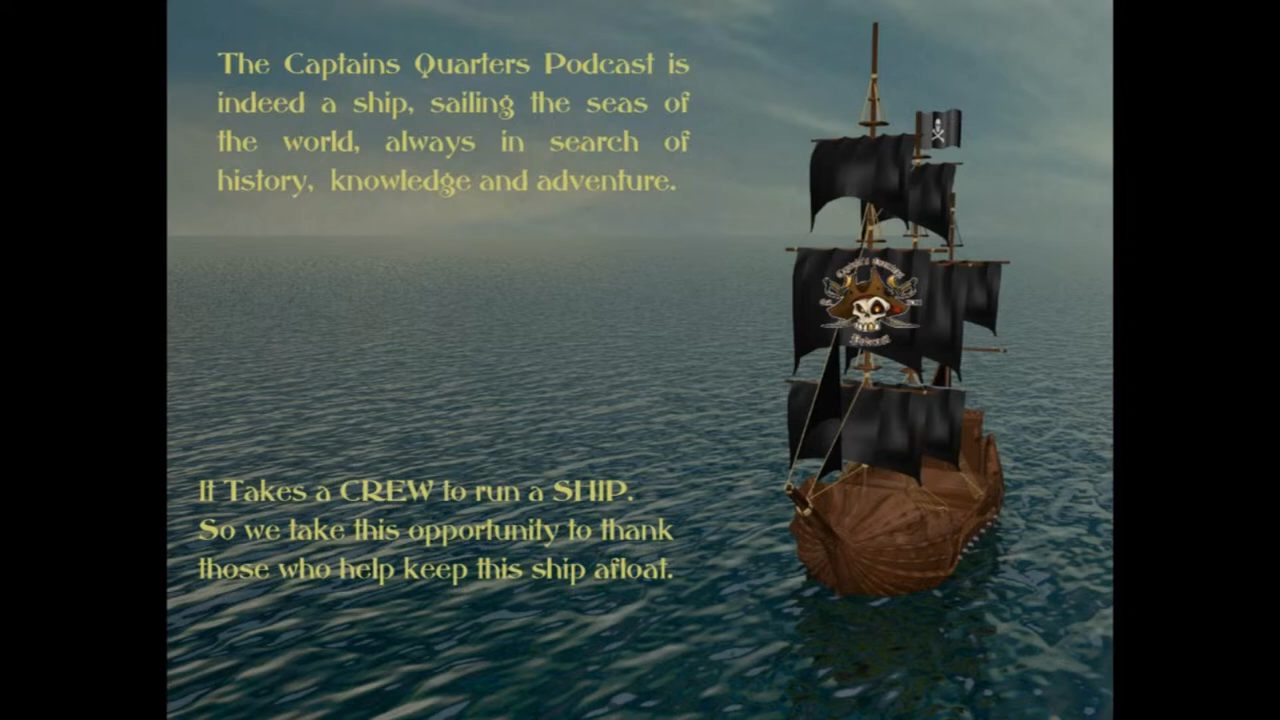 The Captains Quarters Podcast is
indeed a ship, sailing the seas of
the world, always in search of
history, knowledge and adventure.
It Takes a CREW to run a SHIP.
So we take this opportunity to thank
those who help keep this ship afloat.